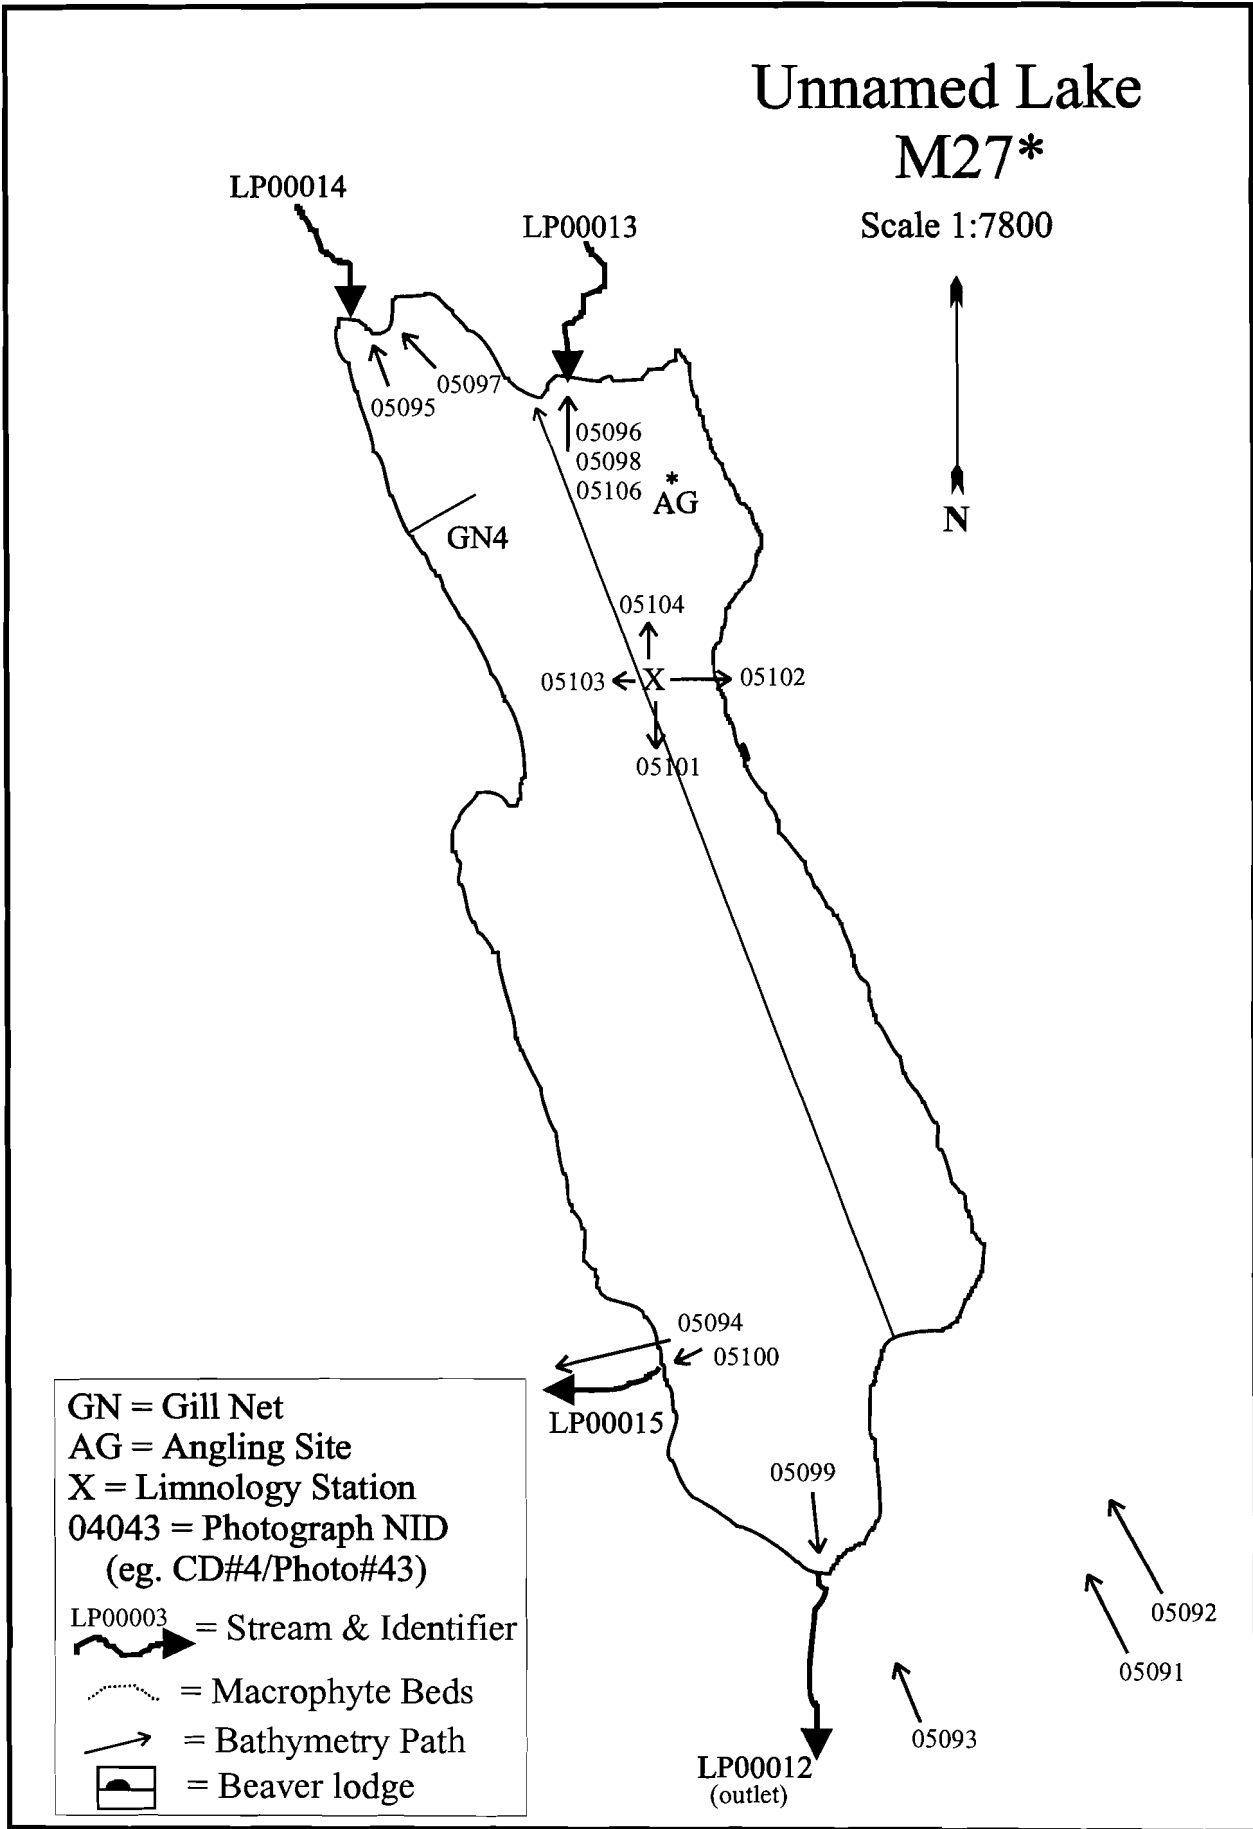 Unnamed Lake
M27*
Scale 1:7800
N
LP00014
LP00013
05097
05095
05096
05098
05106
*
AG
GN4
05104
05103
X
05102
05101
05094
05100
LP00015
05099
05092
05091
05093
LP00012
(outlet)
GN = Gill Net
AG = Angling Site
X = Limnology Station
04043 = Photograph NID
(eg. CD#4/Photo#43)
LP00003 = Stream & Identifier
= Macrophyte Beds
= Bathymetry Path
= Beaver lodge